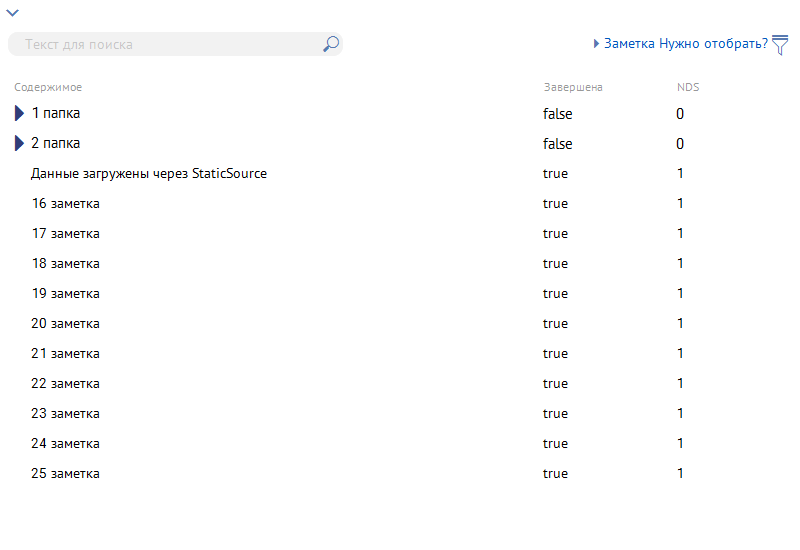 Текст для поиска Заметка Нужно отобрать?
Содержимое Завершена NDS
1 папка false 0
2 папка false 0
Данные загружены через StaticSource true 1
16 заметка true 1
17 заметка true 1
18 заметка true 1
19 заметка true 1
20 заметка true 1
21 заметка true 1
22 заметка true 1
23 заметка true 1
24 заметка true 1
25 заметка true 1